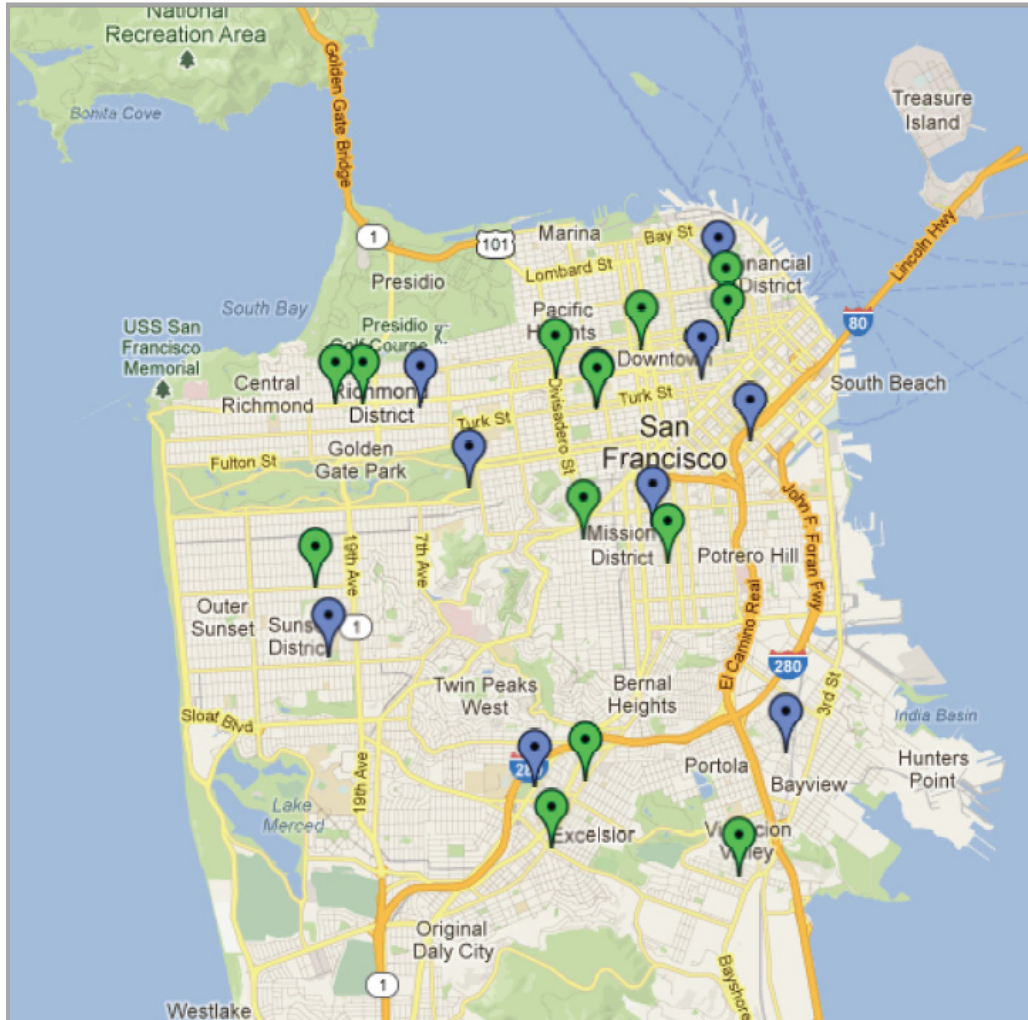 National
Recreation Area
Bonita Cove
Golden Gate Bridge
Treasure
Island
1
101
Marina
Bay St
Lombard St
Lincoln Hwy
Presidio
Financial
District
South Bay
Pacific
Heights
80
USS San
Francisco
Memorial
Presidio
Golf Course
Downtown
South Beach
Central
Richmond
Richmond
District
Turk St
Turk St
Divisadero St
San
Francisco
Fulton St
Golden
Gate Park
John F. Foran Fwy
Mission
District
Potrero Hill
19th Ave
7th Ave
Outer
Sunset
Sunset
District
1
El Camino Real
280
3rd St
Twin Peaks
West
Bernal
Heights
Sloat Blvd
India Basin
280
Portola
Bayview
Hunters
Point
19th Ave
Lake
Merced
Excelsior
Visitacion
Valley
Original
Daly City
Bayshore
1
Westlake